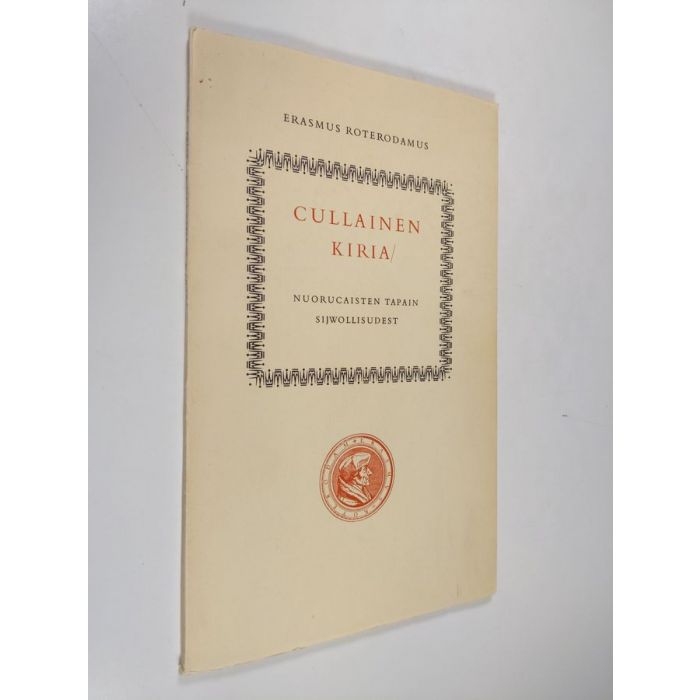 ERASMUS ROTERODAMUS
CULLAINEN
KIRIA/
NUORUCAISTEN TAPAIN
SIJWOLLISUDEST